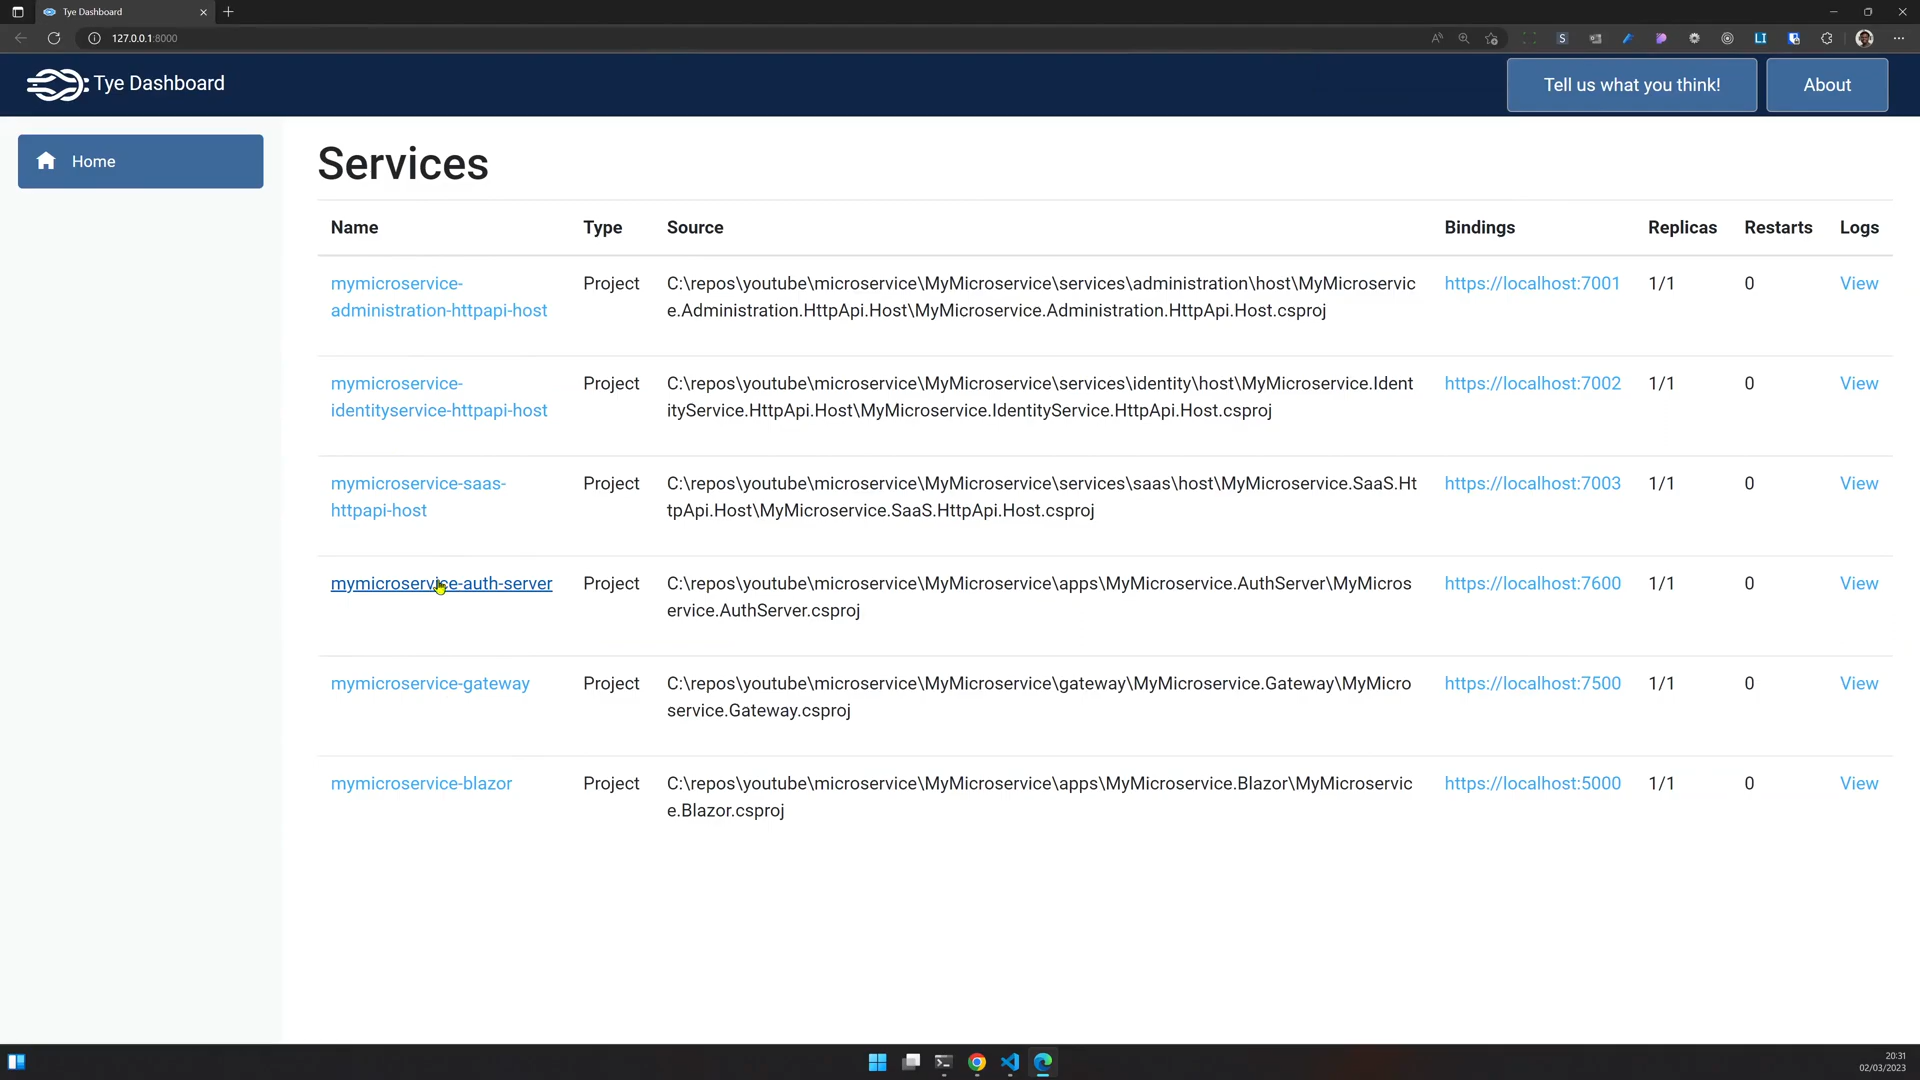 Tye Dashboard
127.0.0.1:8000
Tye Dashboard
Tell us what you think!
About
Home
Services
Name Type Source Bindings Replicas Restarts Logs
mymicroservice- Project C:\repos\youtube\microservice\MyMicroservice\services\administration\host\MyMicroservic https://localhost:7001 1/1 0 View
administration-httpapi-host e.Administration.HttpApi.Host\MyMicroservice.Administration.HttpApi.Host.csproj
mymicroservice- Project C:\repos\youtube\microservice\MyMicroservice\services\identity\host\MyMicroservice.Ident https://localhost:7002 1/1 0 View
identityservice-httpapi-host ityService.HttpApi.Host\MyMicroservice.IdentityService.HttpApi.Host.csproj
mymicroservice-saas- Project C:\repos\youtube\microservice\MyMicroservice\services\saas\host\MyMicroservice.SaaS.Ht https://localhost:7003 1/1 0 View
httpapi-host tpApi.Host\MyMicroservice.SaaS.HttpApi.Host.csproj
mymicroservice-auth-server Project C:\repos\youtube\microservice\MyMicroservice\apps\MyMicroservice.AuthServer\MyMicros https://localhost:7600 1/1 0 View
ervice.AuthServer.csproj
mymicroservice-gateway Project C:\repos\youtube\microservice\MyMicroservice\gateway\MyMicroservice.Gateway\MyMicro https://localhost:7500 1/1 0 View
service.Gateway.csproj
mymicroservice-blazor Project C:\repos\youtube\microservice\MyMicroservice\apps\MyMicroservice.Blazor\MyMicroservic https://localhost:5000 1/1 0 View
e.Blazor.csproj
20:31
02/03/2023